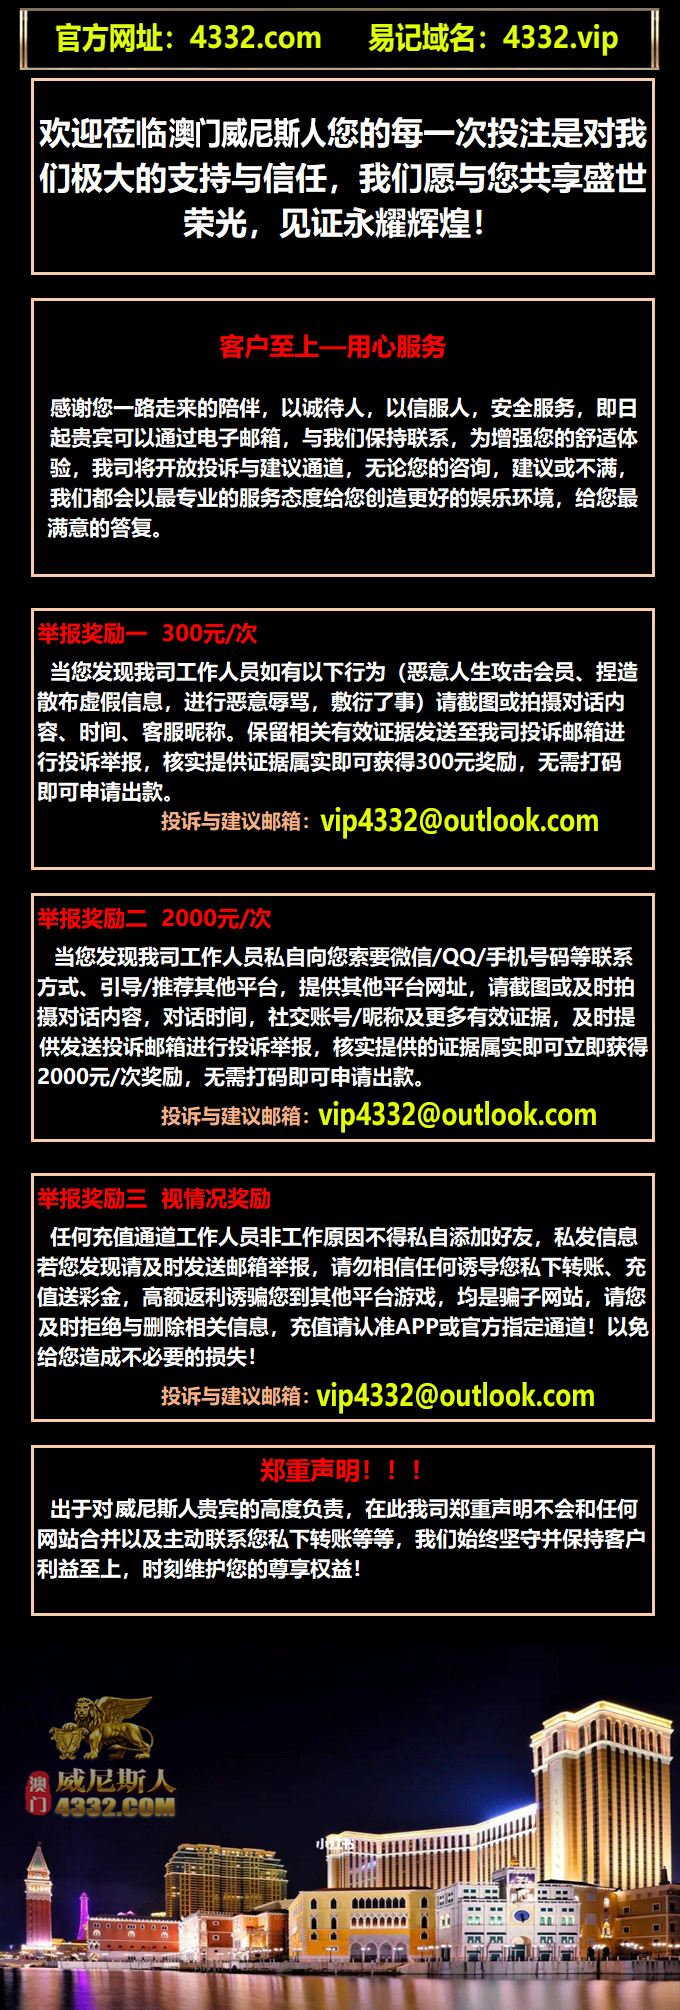 官方网址：4332.com 易记域名：4332.vip
欢迎莅临澳门威尼斯人您的每一次投注是对我
们极大的支持与信任，我们愿与您共享盛世
荣光，见证永耀辉煌！
客户至上—用心服务
感谢您一路走来的陪伴，以诚待人，以信服人，安全服务，即日
起贵宾可以通过电子邮箱，与我们保持联系，为增强您的舒适体
验，我司将开放投诉与建议通道，无论您的咨询，建议或不满，
我们都会以最专业的服务态度给您创造更好的娱乐环境，给您最
满意的答复。
举报奖励一 300元/次
当您发现我司工作人员如有以下行为（恶意人生攻击会员、捏造
散布虚假信息，进行恶意辱骂，敷衍了事）请截图或拍摄对话内
容、时间、客服昵称。保留相关有效证据发送至我司投诉邮箱进
行投诉举报，核实提供证据属实即可获得300元奖励，无需打码
即可申请出款。
投诉与建议邮箱：vip4332@outlook.com
举报奖励二 2000元/次
当您发现我司工作人员私自向您索要微信/QQ/手机号码等联系
方式、引导/推荐其他平台，提供其他平台网址，请截图或及时拍
摄对话内容，对话时间，社交账号/昵称及更多有效证据，及时提
供发送投诉邮箱进行投诉举报，核实提供的证据属实即可立即获得
2000元/次奖励，无需打码即可申请出款。
投诉与建议邮箱：vip4332@outlook.com
举报奖励三 视情况奖励
任何充值通道工作人员非工作原因不得私自添加好友，私发信息
若您发现请及时发送邮箱举报，请勿相信任何诱导您私下转账、充
值送彩金，高额返利诱骗您到其他平台游戏，均是骗子网站，请您
及时拒绝与删除相关信息，充值请认准APP或官方指定通道！以免
给您造成不必要的损失！
投诉与建议邮箱：vip4332@outlook.com
郑重声明！！！
出于对威尼斯人贵宾的高度负责，在此我司郑重声明不会和任何
网站合并以及主动联系您私下转账等等，我们始终坚守并保持客户
利益至上，时刻维护您的尊享权益！
澳门
威尼斯人
4332.COM